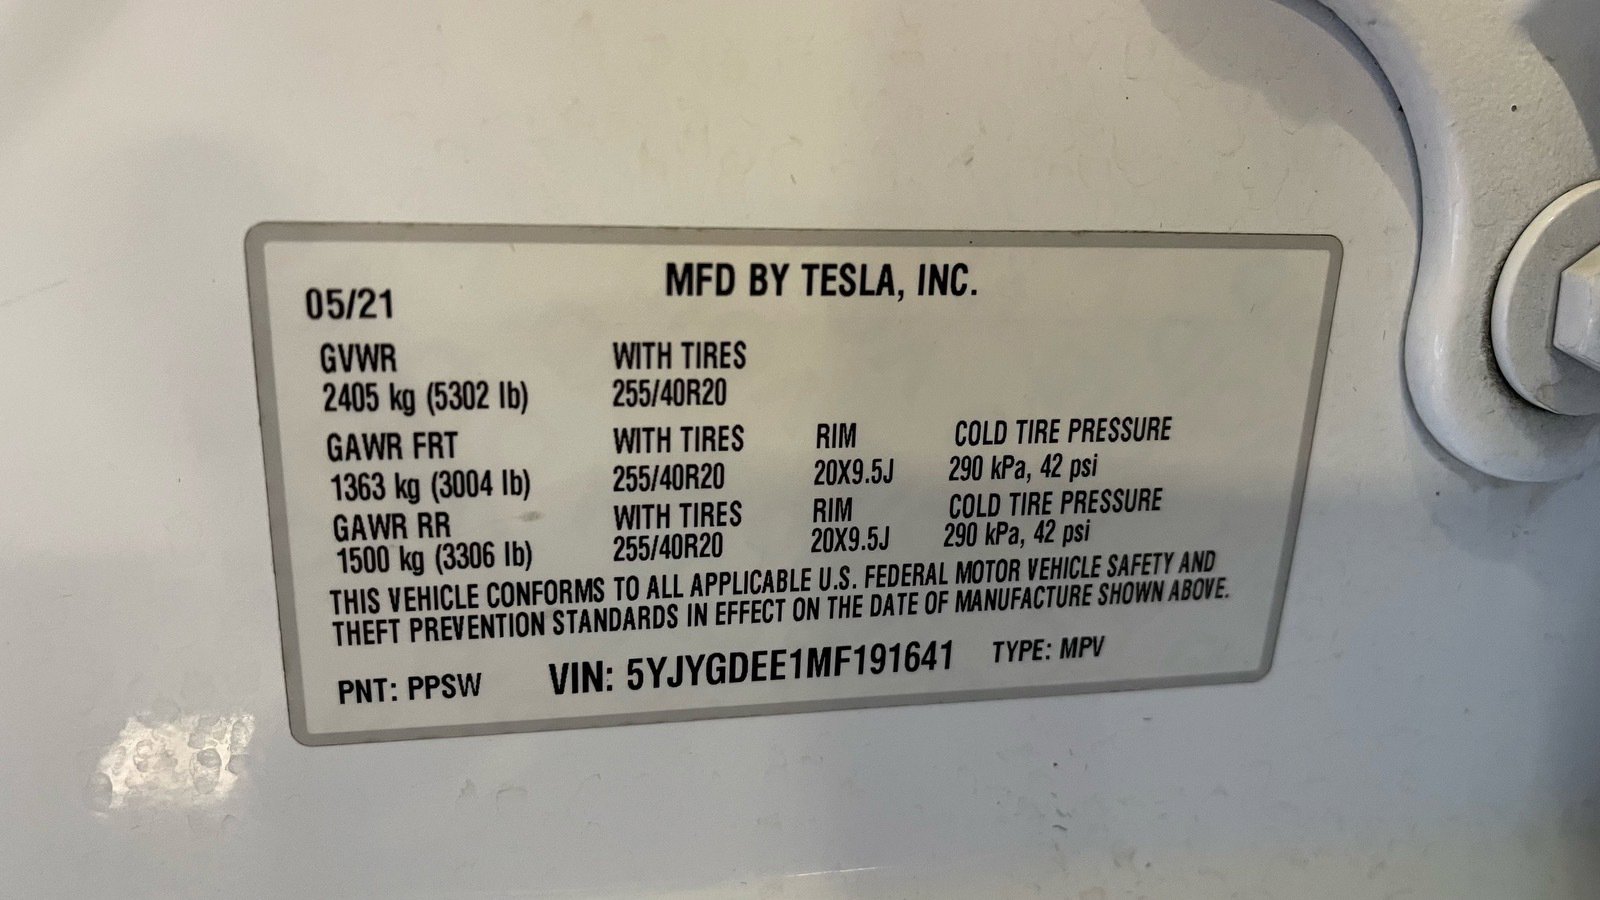 MFD BY TESLA, INC.
05/21
GVWR WITH TIRES
2405 kg (5302 lb) 255/40R20
GAWR FRT WITH TIRES RIM COLD TIRE PRESSURE
1363 kg (3004 lb) 255/40R20 20X9.5J 290 kPa, 42 psi
GAWR RR WITH TIRES RIM COLD TIRE PRESSURE
1500 kg (3306 lb) 255/40R20 20X9.5J 290 kPa, 42 psi
THIS VEHICLE CONFORMS TO ALL APPLICABLE U.S. FEDERAL MOTOR VEHICLE SAFETY AND
THEFT PREVENTION STANDARDS IN EFFECT ON THE DATE OF MANUFACTURE SHOWN ABOVE.
PNT: PPSW VIN: 5YJYGDEE1MF191641 TYPE: MPV